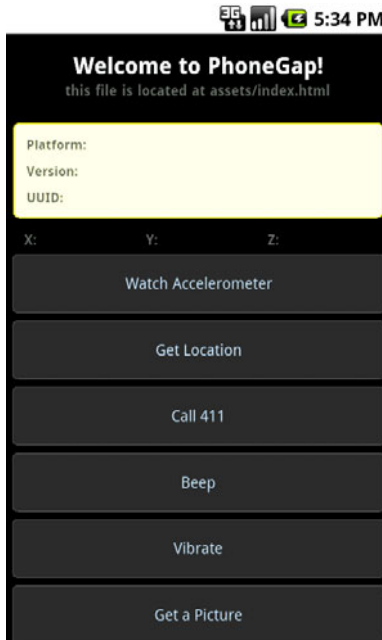 3G 5:34 PM
Welcome to PhoneGap!
this file is located at assets/index.html
Platform:
Version:
UUID:
X: Y: Z:
Watch Accelerometer
Get Location
Call 411
Beep
Vibrate
Get a Picture